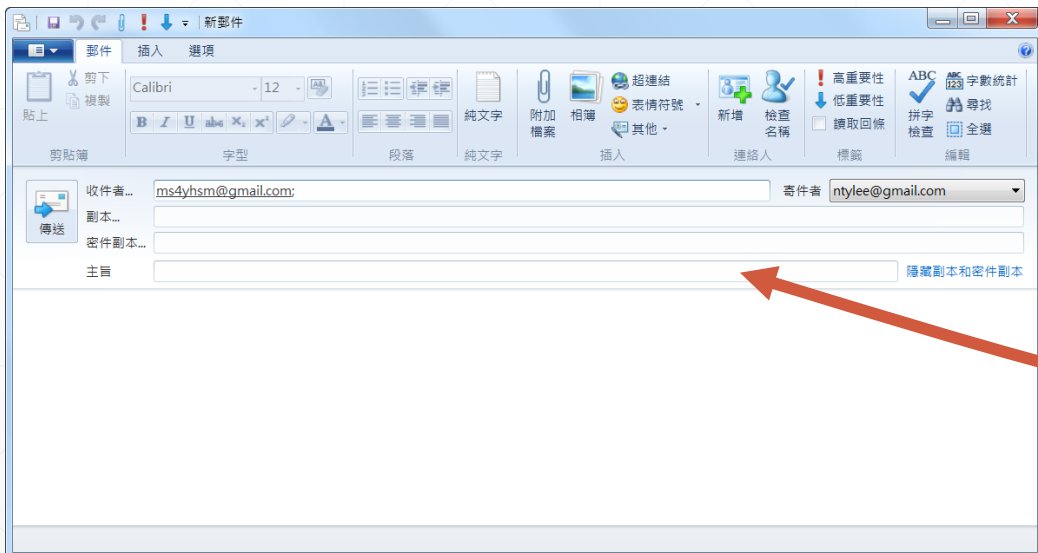 新郵件
郵件 插入 選項
貼上
剪下
複製
剪貼簿
Calibri 12
B I U abc X₂ X² A
字型
段落
純文字
純文字
附加檔案
相簿
超連結
表情符號
其他
插入
新增
檢查名稱
連絡人
高重要性
低重要性
讀取回條
標籤
ABC
拼字檢查
ABC 123 字數統計
尋找
全選
編輯
傳送
收件者... ms4yhsm@gmail.com; 寄件者 ntylee@gmail.com
副本...
密件副本...
主旨 隱藏副本和密件副本